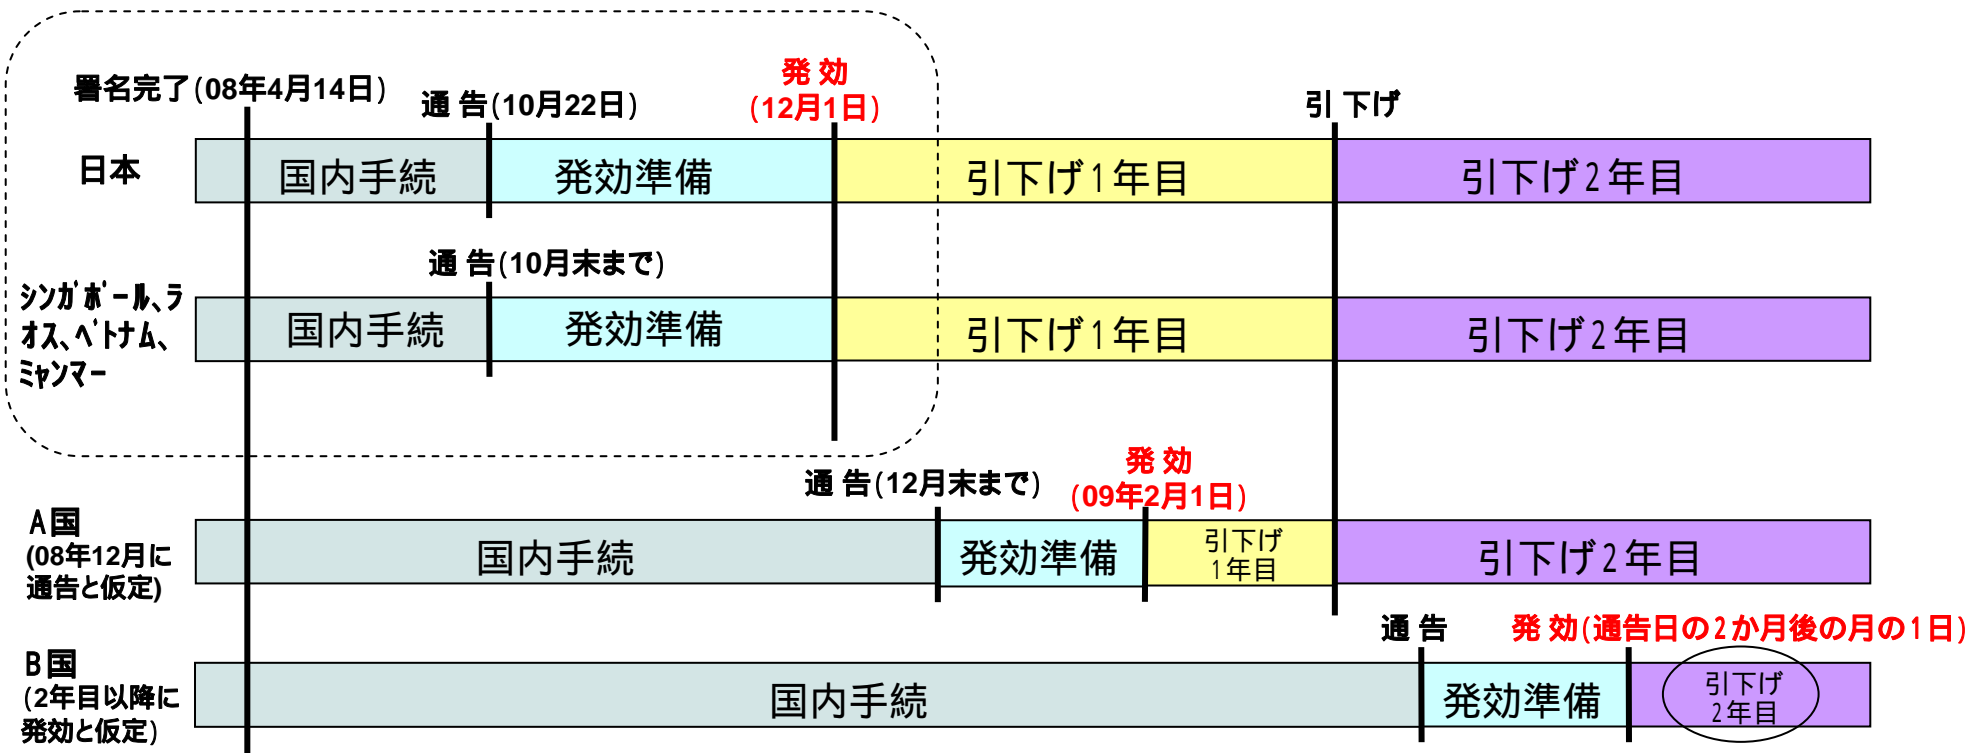 署名完了(08年4月14日)
通 告(10月22日)
発 効
(12月1日)
引 下げ
日本
国内手続
発効準備
引下げ1年目
引下げ2年目
通 告(10月末まで)
シンガポール、ラ
オス、ベトナム、
ミャンマー
国内手続
発効準備
引下げ1年目
引下げ2年目
通 告(12月末まで)
発 効
(09年2月1日)
A国
(08年12月に
通告と仮定)
国内手続
発効準備
引下げ
1年目
引下げ2年目
通 告
発 効(通告日の2か月後の月の1日)
B国
(2年目以降に
発効と仮定)
国内手続
発効準備
引下げ
2年目